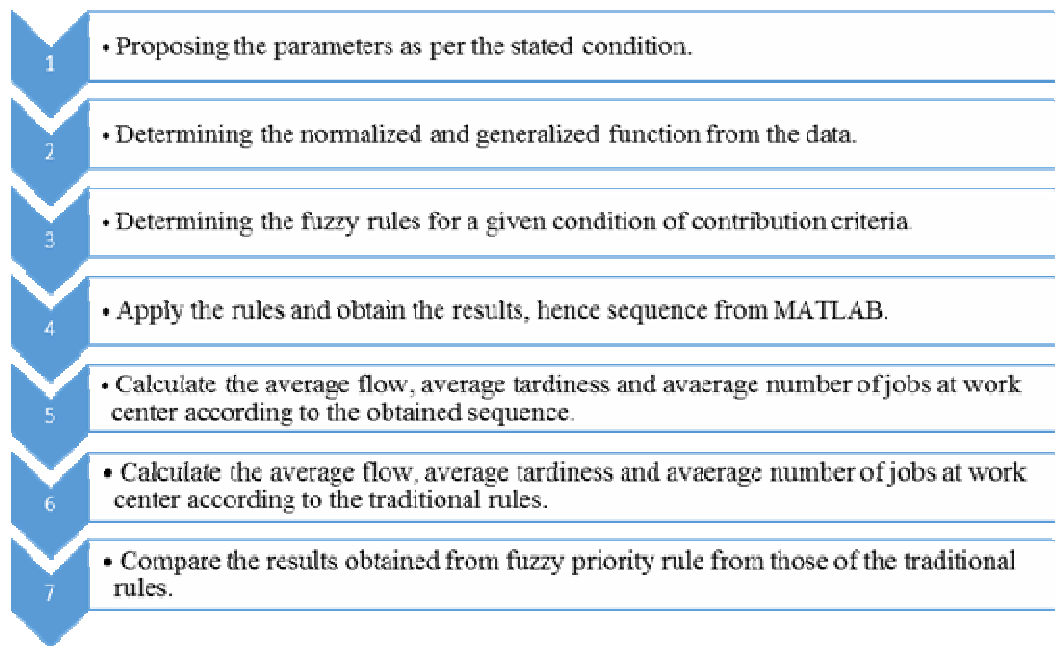 1
• Proposing the parameters as per the stated condition.
2
• Determining the normalized and generalized function from the data.
3
• Determining the fuzzy rules for a given condition of contribution criteria.
4
• Apply the rules and obtain the results, hence sequence from MATLAB.
5
• Calculate the average flow, average tardiness and avaerage number of jobs at work
center according to the obtained sequence.
6
• Calculate the average flow, average tardiness and avaerage number of jobs at work
center according to the traditional rules.
7
• Compare the results obtained from fuzzy priority rule from those of the traditional
rules.